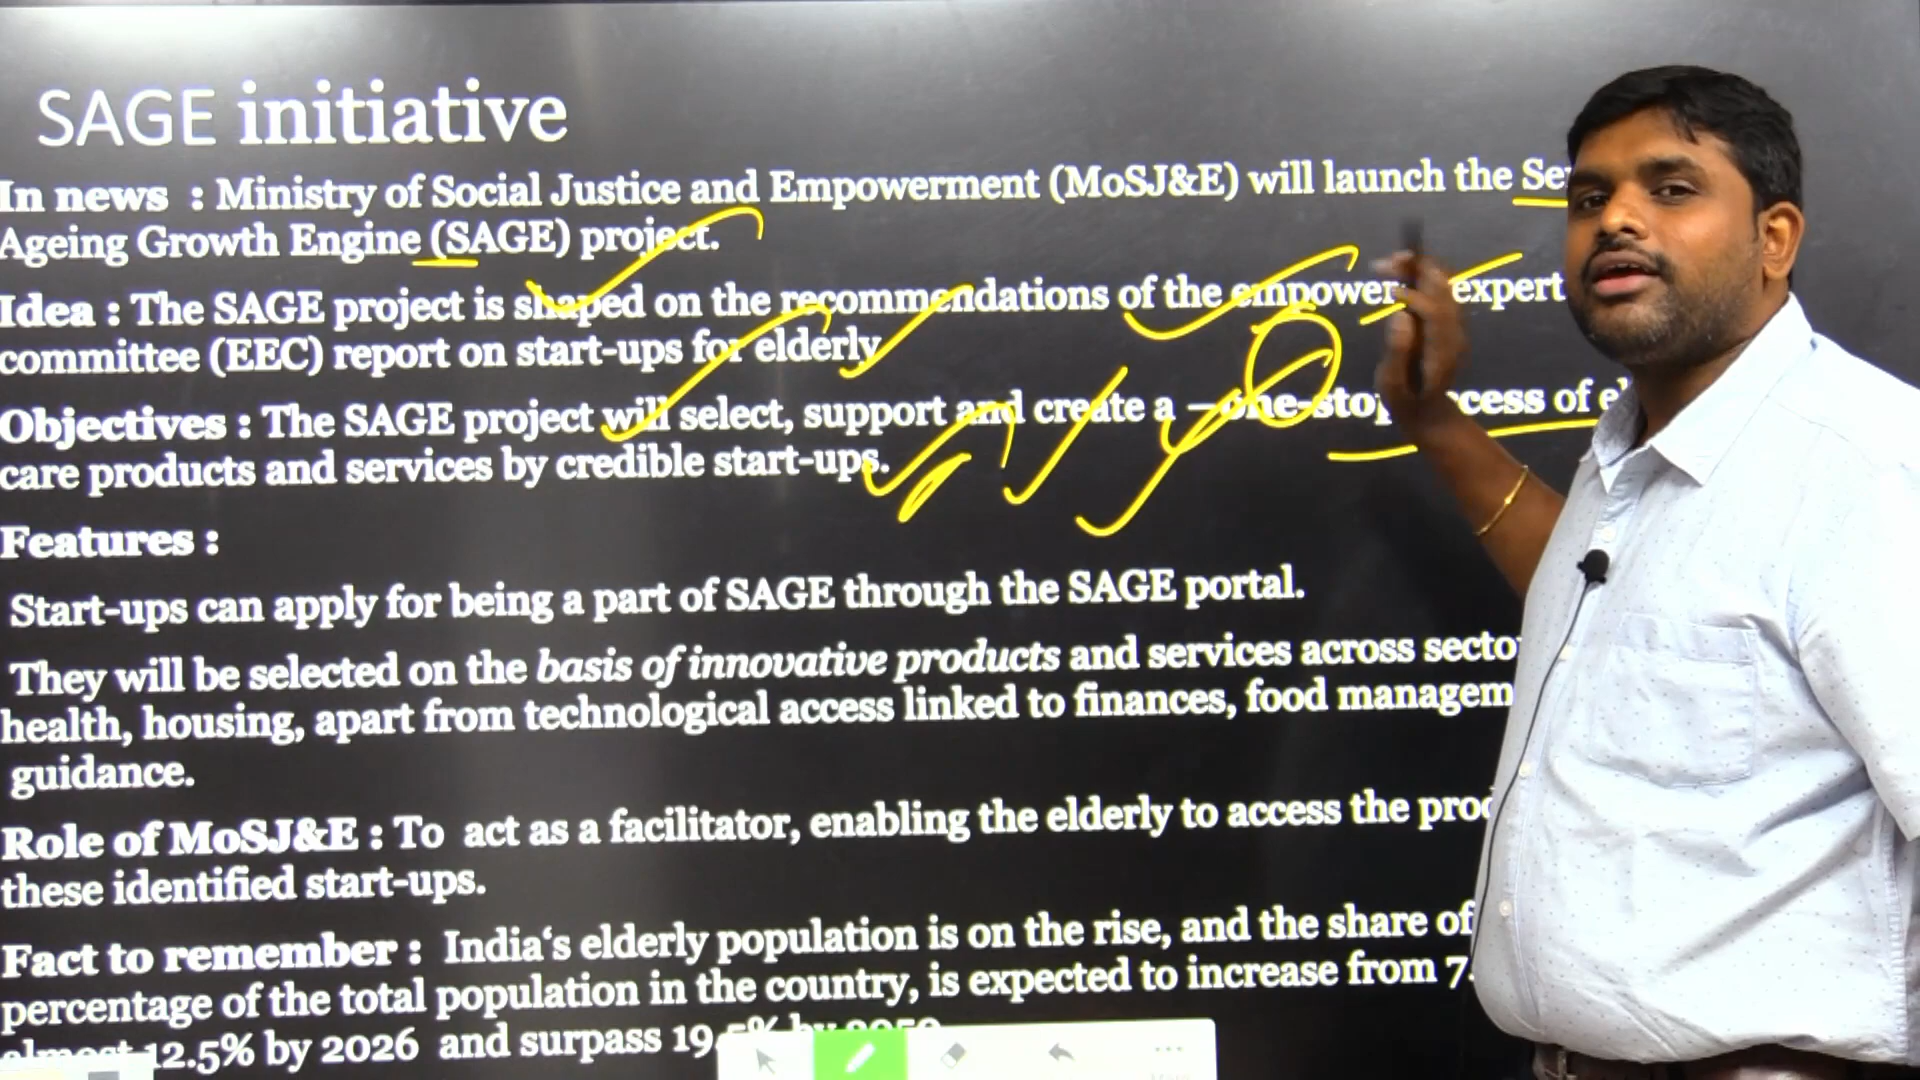 SAGE initiative
In news : Ministry of Social Justice and Empowerment (MoSJ&E) will launch the
Ageing Growth Engine (SAGE) project.
Idea : The SAGE project is shaped on the recommendations of the expert
committee (EEC) report on start-ups for elderly
Objectives : The SAGE project will select, support and create a – one-stop of
care products and services by credible start-ups.
Features :
Start-ups can apply for being a part of SAGE through the SAGE portal.
They will be selected on the basis of innovative products and services across
health, housing, apart from technological access linked to finances, food
guidance.
Role of MoSJ&E : To act as a facilitator, enabling the elderly to access the
these identified start-ups.
Fact to remember : India‘s elderly population is on the rise, and the share of
percentage of the total population in the country, is expected to increase from
almost 12.5% by 2026 and surpass